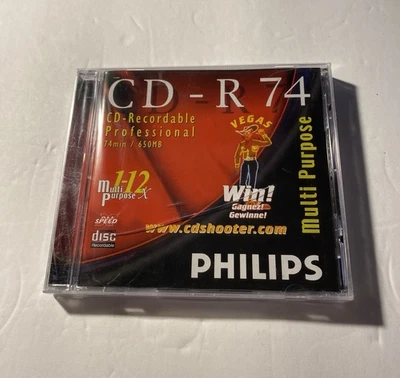 CD-R 74
CD-Recordable
Professional
74min / 650MB
VEGAS
Multi Purpose
1-12x
Multi
Purpose
SPEED
disc
Recordable
Win!
Gagnez!
Gewinne!
www.cdshooter.com
PHILIPS